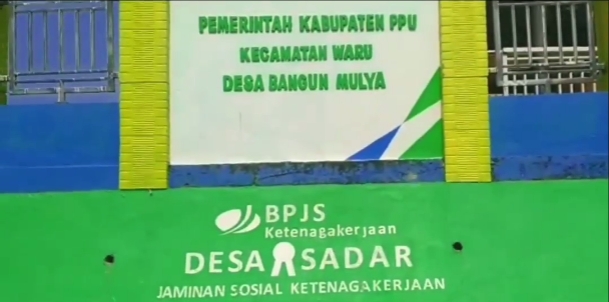 PEMERINTAH KABUPATEN PPU
KECAMATAN WARU
DESA BANGUN MULYA
BPJS
Ketenagakerjaan
DESA SADAR
JAMINAN SOSIAL KETENAGAKERJAAN